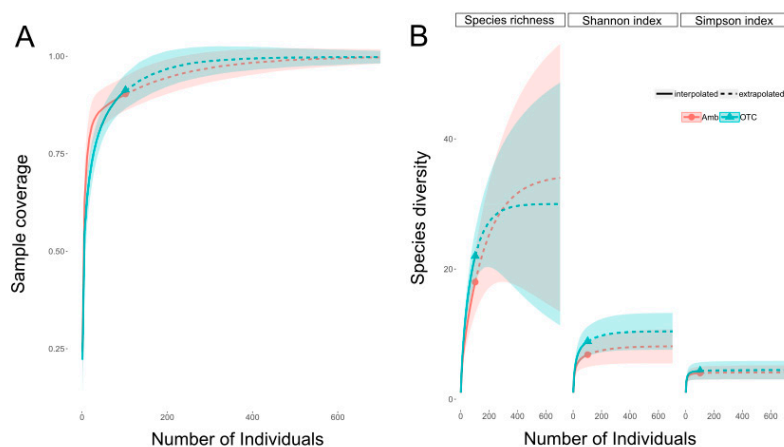 A
1.00
0.75
0.50
0.25
Sample coverage
0 200 400 600
Number of Individuals
B
Species richness Shannon index Simpson index
interpolated extrapolated
Amb OTC
40
20
0
Species diversity
0 200 400 600 0 200 400 600 0 200 400 600
Number of Individuals